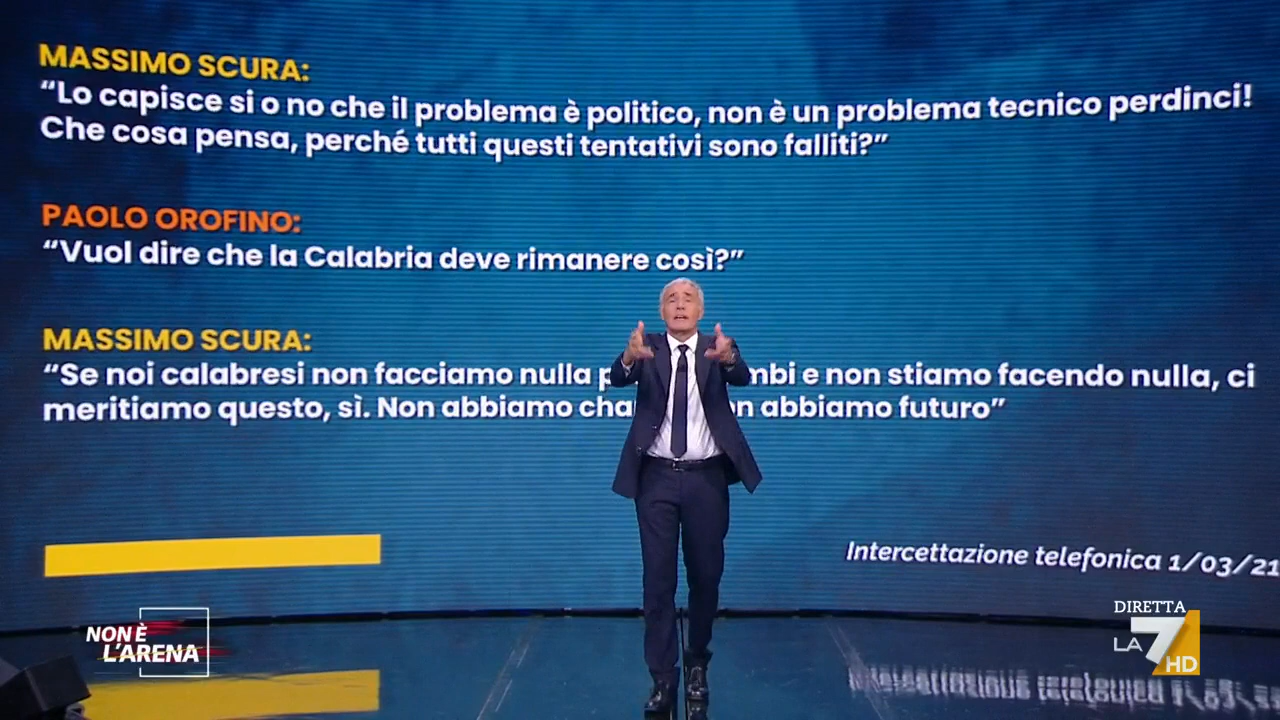 MASSIMO SCURA:
“Lo capisce si o no che il problema è politico, non è un problema tecnico perdinci!
Che cosa pensa, perché tutti questi tentativi sono falliti?”
PAOLO OROFINO:
“Vuol dire che la Calabria deve rimanere così?”
MASSIMO SCURA:
“Se noi calabresi non facciamo nulla e non stiamo facendo nulla, ci
meritiamo questo, sì. Non abbiamo abbiamo futuro”
Intercettazione telefonica 1/03/21
NON È
L'ARENA
DIRETTA
LA 7 HD